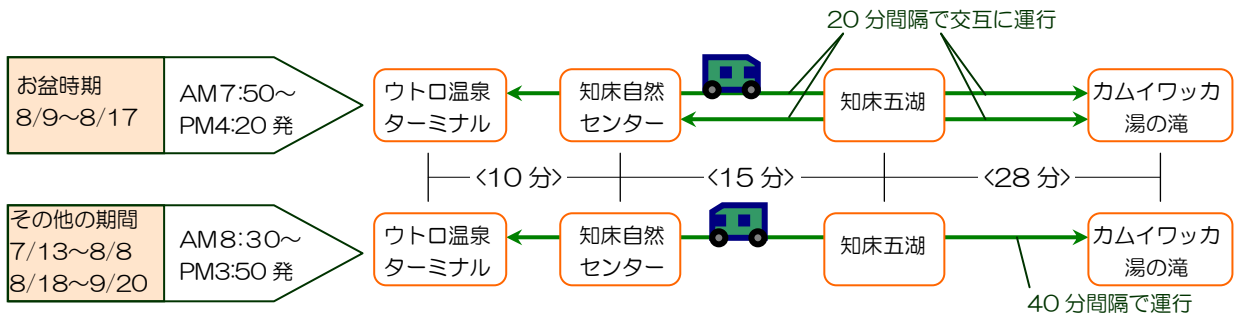 20分間隔で交互に運行
お盆時期
8/9～8/17
AM7:50～
PM4:20発
ウトロ温泉
ターミナル
知床自然
センター
知床五湖
カムイワッカ
湯の滝
<10分>
<15分>
<28分>
その他の期間
7/13～8/8
8/18～9/20
AM8:30～
PM3:50発
ウトロ温泉
ターミナル
知床自然
センター
知床五湖
カムイワッカ
湯の滝
40分間隔で運行